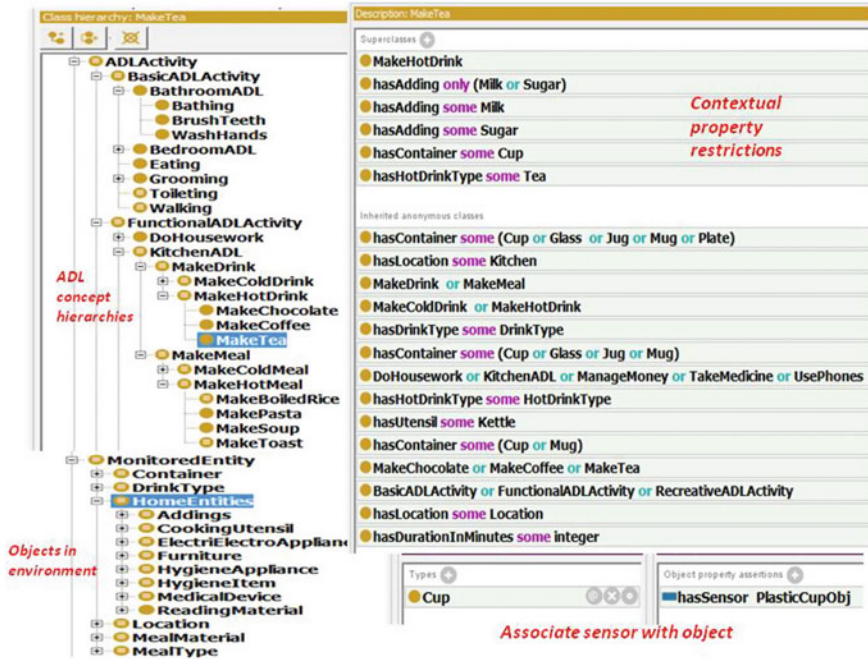 Class hierarchy: MakeTea
ADLActivity
BasicADLActivity
BathroomADL
Bathing
BrushTeeth
WashHands
BedroomADL
Eating
Grooming
Toileting
Walking
FunctionalADLActivity
DoHousework
KitchenADL
MakeDrink
MakeColdDrink
MakeHotDrink
MakeChocolate
MakeCoffee
MakeTea
MakeMeal
MakeColdMeal
MakeHotMeal
MakeBoiledRice
MakePasta
MakeSoup
MakeToast
ADL
concept
hierarchies
MonitoredEntity
Container
DrinkType
HomeEntities
Addings
CookingUtensil
ElectriElectroApplianc
Furniture
HygieneAppliance
HygieneItem
MedicalDevice
ReadingMaterial
Location
MealMaterial
MealType
Objects in
environment
Description: MakeTea
Superclasses
MakeHotDrink
hasAdding only (Milk or Sugar)
hasAdding some Milk
hasAdding some Sugar
hasContainer some Cup
hasHotDrinkType some Tea
Contextual
property
restrictions
Inherited anonymous classes
hasContainer some (Cup or Glass or Jug or Mug or Plate)
hasLocation some Kitchen
MakeDrink or MakeMeal
MakeColdDrink or MakeHotDrink
hasDrinkType some DrinkType
hasContainer some (Cup or Glass or Jug or Mug)
DoHousework or KitchenADL or ManageMoney or TakeMedicine or UsePhones
hasHotDrinkType some HotDrinkType
hasUtensil some Kettle
hasContainer some (Cup or Mug)
MakeChocolate or MakeCoffee or MakeTea
BasicADLActivity or FunctionalADLActivity or RecreativeADLActivity
hasLocation some Location
hasDurationInMinutes some integer
Types
Cup
Object property assertions
hasSensor PlasticCupObj
Associate sensor with object